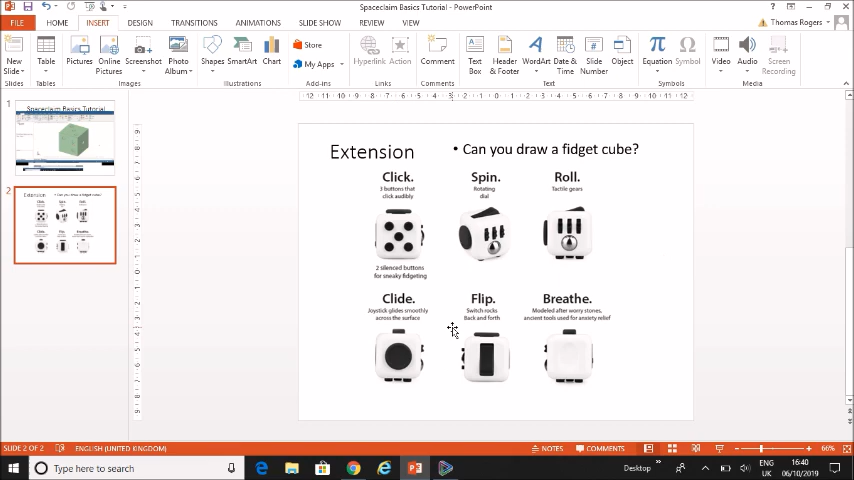 Spaceclaim Basics Tutorial - PowerPoint
FILE HOME INSERT DESIGN TRANSITIONS ANIMATIONS SLIDE SHOW REVIEW VIEW Thomas Rogers
New Slide Table Pictures Online Pictures Screenshot Photo Album Shapes SmartArt Chart Store My Apps Hyperlink Action Comment Text Box Header & Footer WordArt Date & Time Slide Number Object Equation Symbol Video Audio Screen Recording
Slides Tables Images Illustrations Add-ins Links Comments Text Symbols Media
1
Spaceclaim Basics Tutorial
2
Extension • Can you draw a fidget cube?
Click. Spin. Roll.
3 buttons that click audibly
Rotating dial
Tactile gears
2 silenced buttons for sneaky fidgeting
Clide. Flip. Breathe.
Joystick glides smoothly across the surface
Switch rocks Back and forth
Modeled after worry stones, ancient tools used for anxiety relief
SLIDE 2 OF 2 ENGLISH (UNITED KINGDOM) NOTES COMMENTS 66%
Type here to search Desktop ENG UK 16:40 06/10/2019